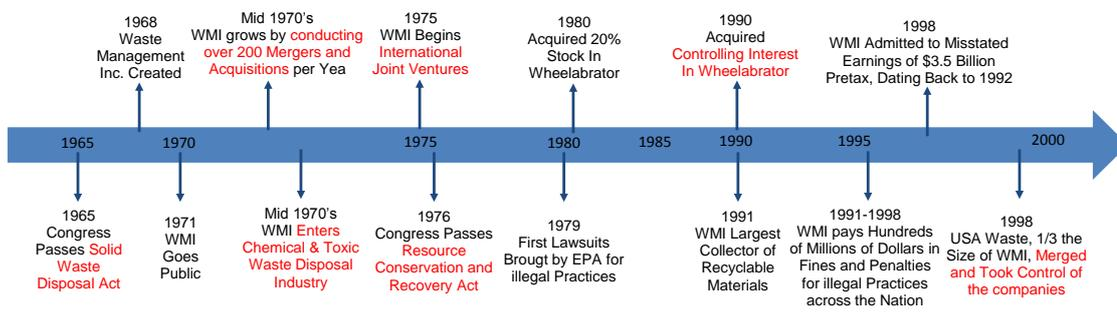 1968
Waste
Management
Inc. Created
Mid 1970's
WMI grows by conducting
over 200 Mergers and
Acquisitions per Yea
1975
WMI Begins
International
Joint Ventures
1980
Acquired 20%
Stock In
Wheelabrator
1990
Acquired
Controlling Interest
In Wheelabrator
1998
WMI Admitted to Misstated
Earnings of $3.5 Billion
Pretax, Dating Back to 1992
1965 1970 1975 1980 1985 1990 1995 2000
1965
Congress
Passes Solid
Waste
Disposal Act
1971
WMI
Goes
Public
Mid 1970's
WMI Enters
Chemical & Toxic
Waste Disposal
Industry
1976
Congress Passes
Resource
Conservation and
Recovery Act
1979
First Lawsuits
Brougt by EPA for
illegal Practices
1991
WMI Largest
Collector of
Recyclable
Materials
1991-1998
WMI pays Hundreds
of Millions of Dollars in
Fines and Penalties
for illegal Practices
across the Nation
1998
USA Waste, 1/3 the
Size of WMI, Merged
and Took Control of
the companies